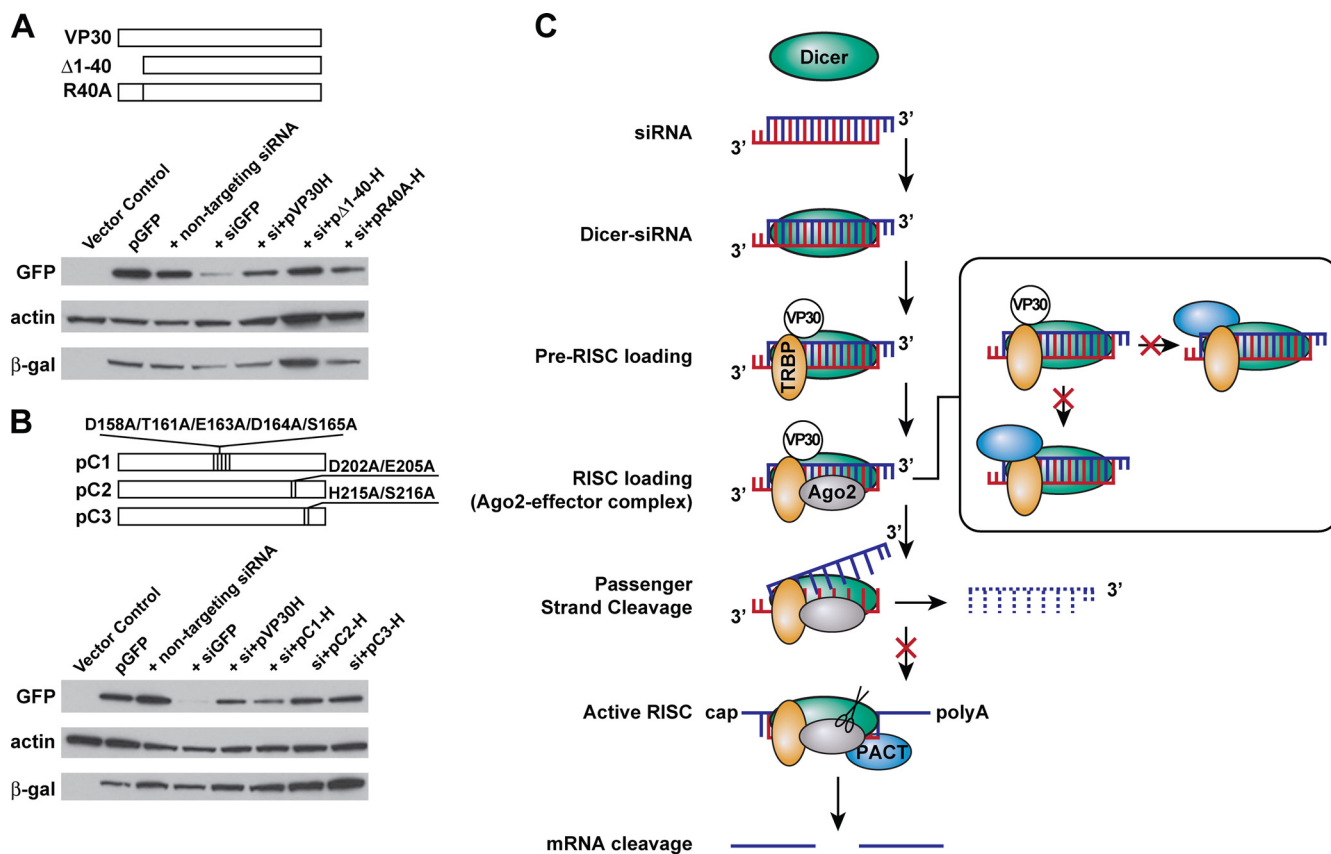 A
VP30
Δ1-40
R40A
Vector Control
pGFP
+ non-targeting siRNA
+ siGFP
+ si+pVP30H
+ si+pΔ1-40-H
+ si+pR40A-H
GFP
actin
β-gal
B
D158A/T161A/E163A/D164A/S165A
pC1
D202A/E205A
pC2
H215A/S216A
pC3
Vector Control
pGFP
+ non-targeting siRNA
+ siGFP
+ si+pVP30H
+ si+pC1-H
si+pC2-H
si+pC3-H
GFP
actin
β-gal
C
Dicer
siRNA
3’
3’
Dicer-siRNA
3’
3’
Pre-RISC loading
VP30
TRBP
3’
3’
RISC loading
(Ago2-effector complex)
VP30
Ago2
3’
3’
VP30
Passenger
Strand Cleavage
3’
3’
3’
Active RISC
cap
polyA
PACT
mRNA cleavage